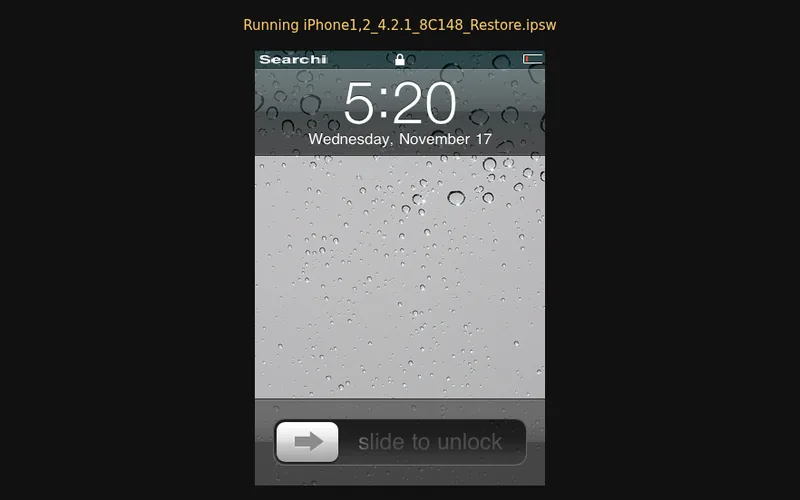 Running iPhone1,2_4.2.1_8C148_Restore.ipsw
Searchi
5:20
Wednesday, November 17
slide to unlock